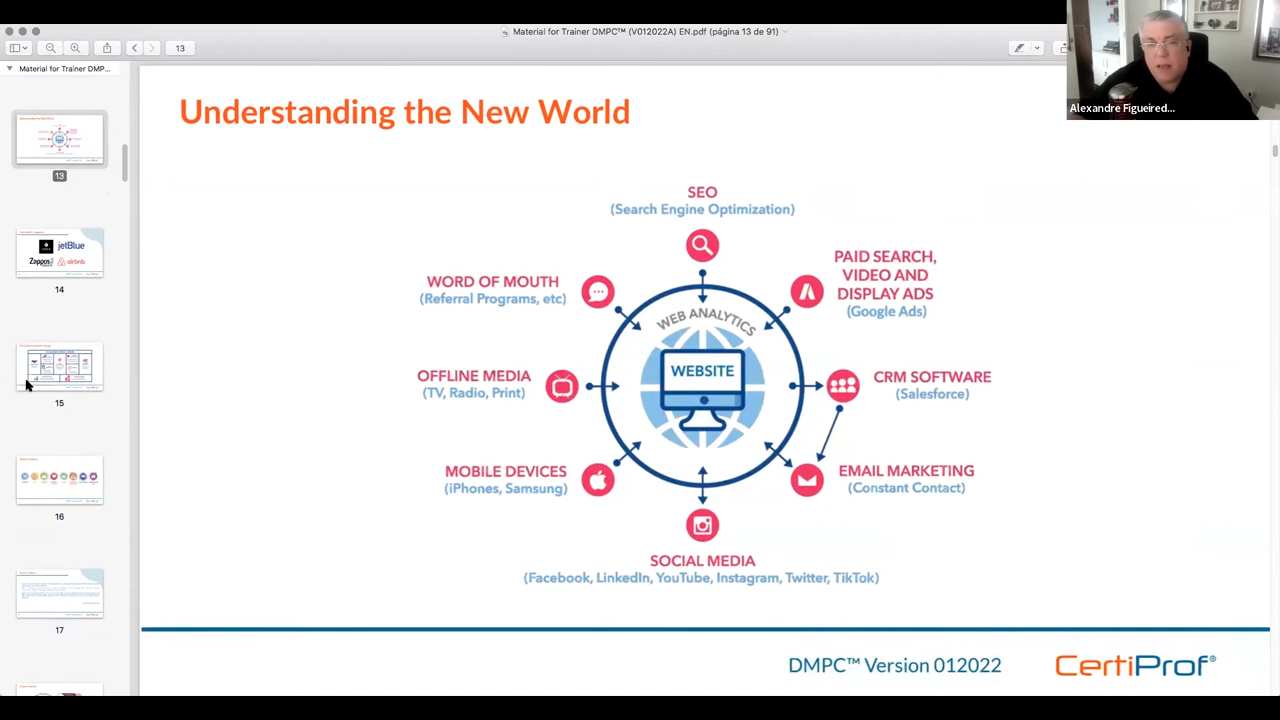 Material for Trainer DMPC™ (V012022A) EN.pdf (página 13 de 91)
13
Material for Trainer DMP...
13
jetBlue
Zappos
airbnb
14
15
16
17
Alexandre Figueired...
Understanding the New World
SEO
(Search Engine Optimization)
PAID SEARCH,
VIDEO AND
DISPLAY ADS
(Google Ads)
WORD OF MOUTH
(Referral Programs, etc)
WEB ANALYTICS
WEBSITE
OFFLINE MEDIA
(TV, Radio, Print)
CRM SOFTWARE
(Salesforce)
MOBILE DEVICES
(iPhones, Samsung)
EMAIL MARKETING
(Constant Contact)
SOCIAL MEDIA
(Facebook, LinkedIn, YouTube, Instagram, Twitter, TikTok)
DMPC™ Version 012022
CertiProf®